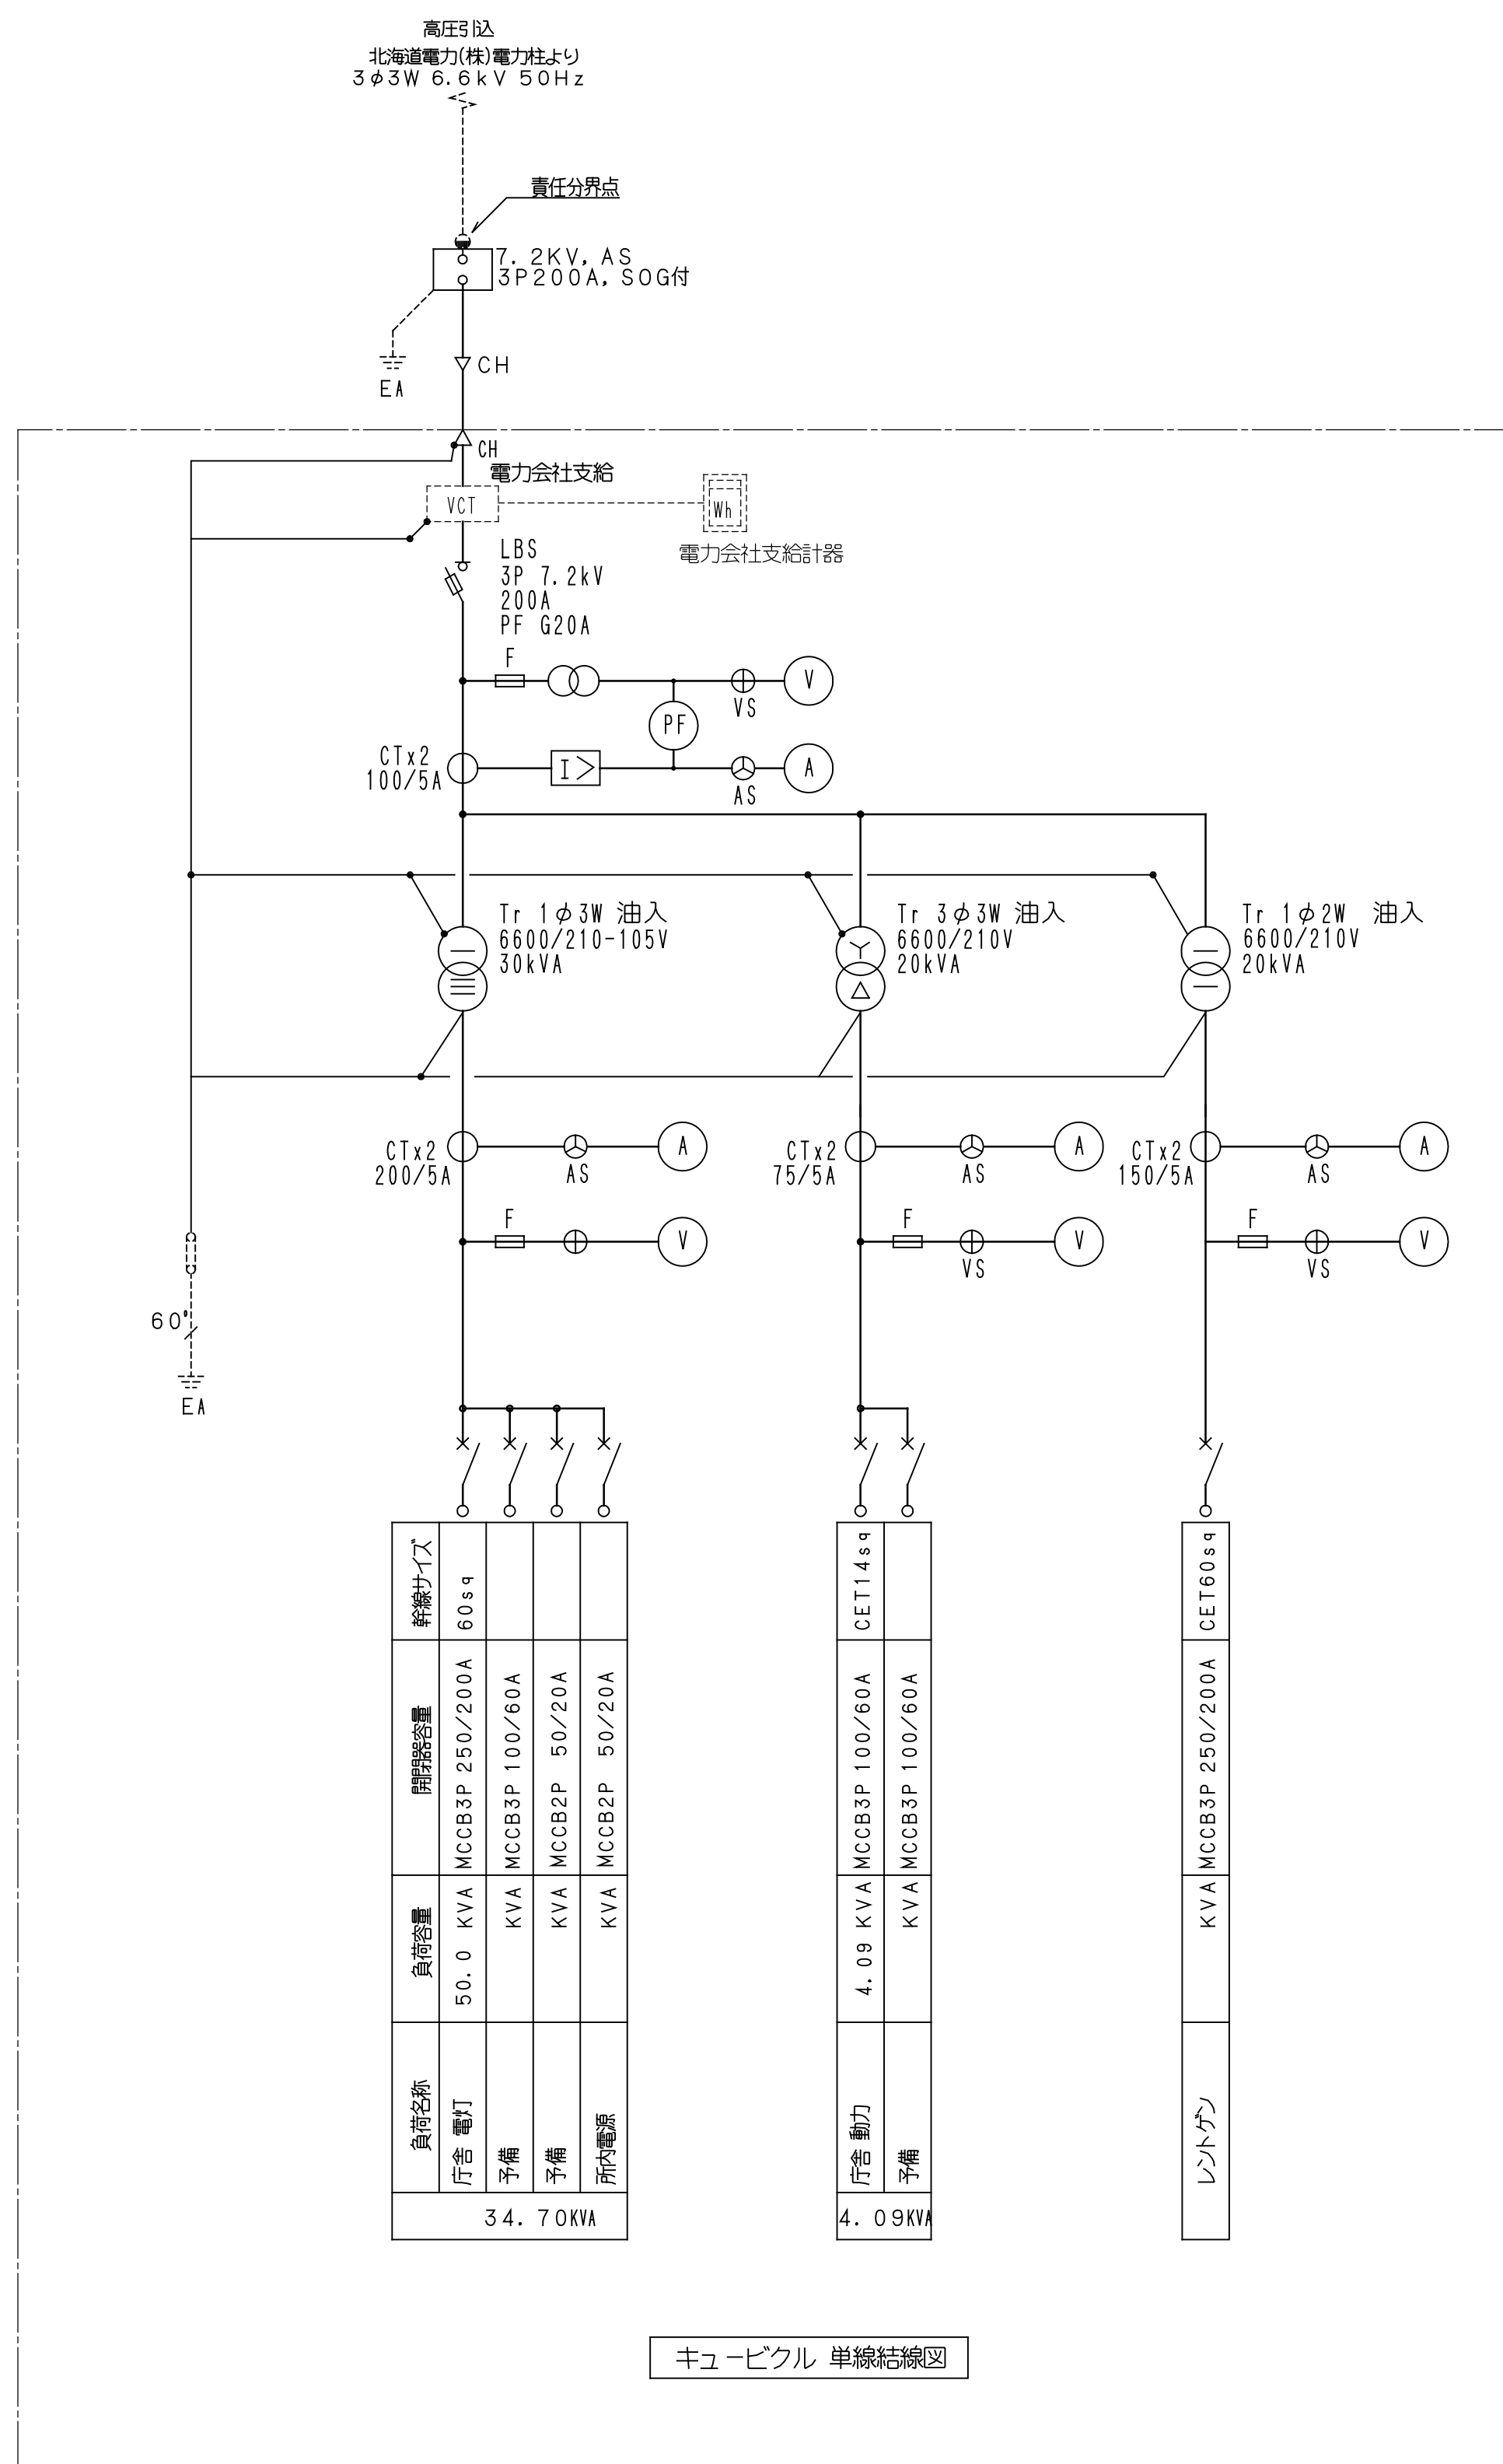 高圧引込
北海道電力(株)電力柱より
3φ3W 6.6kV 50Hz
責任分界点
7.2KV,AS
3P200A,SOG付
CH
EA
CH
電力会社支給
VCT
Wh
電力会社支給計器
LBS
3P 7.2kV
200A
PF G20A
F
V
VS
PF
CTx2
100/5A
I>
A
AS
Tr 1φ3W 油入
6600/210-105V
30kVA
Tr 3φ3W 油入
6600/210V
20kVA
Tr 1φ2W 油入
6600/210V
20kVA
CTx2
200/5A
AS
A
CTx2
75/5A
AS
A
CTx2
150/5A
AS
A
F
V
F
VS
V
F
VS
V
60°
EA
幹線サイズ
60sq
CET14sq
CET60sq
開閉器容量
MCCB3P 250/200A
MCCB3P 100/60A
MCCB2P 50/20A
MCCB2P 50/20A
MCCB3P 100/60A
MCCB3P 100/60A
MCCB3P 250/200A
負荷容量
50.0 KVA
KVA
KVA
KVA
4.09 KVA
KVA
KVA
負荷名称
庁舎 電灯
予備
予備
所内電源
庁舎 動力
予備
レントゲン
34.70KVA
4.09KVA
キュービクル 単線結線図